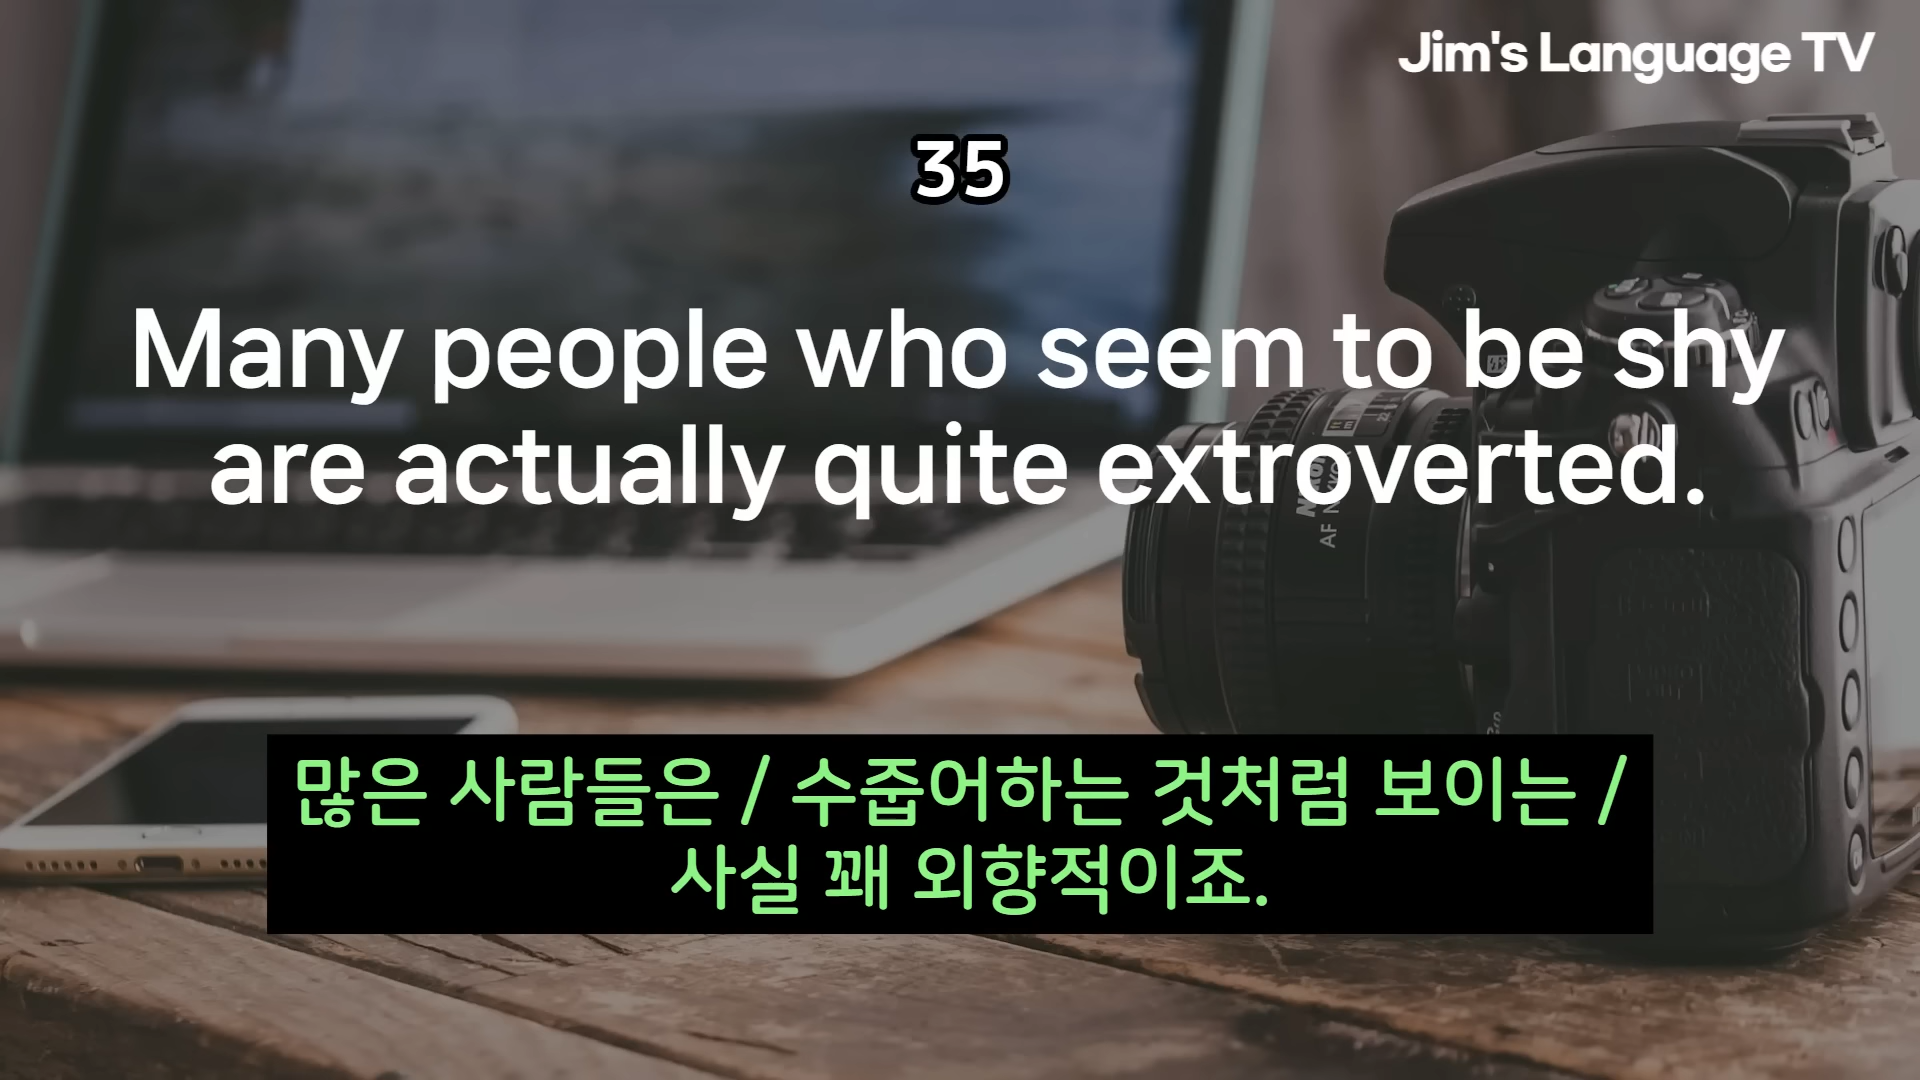 Jim's Language TV
35
Many people who seem to be shy
are actually quite extroverted.
많은 사람들은 / 수줍어하는 것처럼 보이는 /
사실 꽤 외향적이죠.